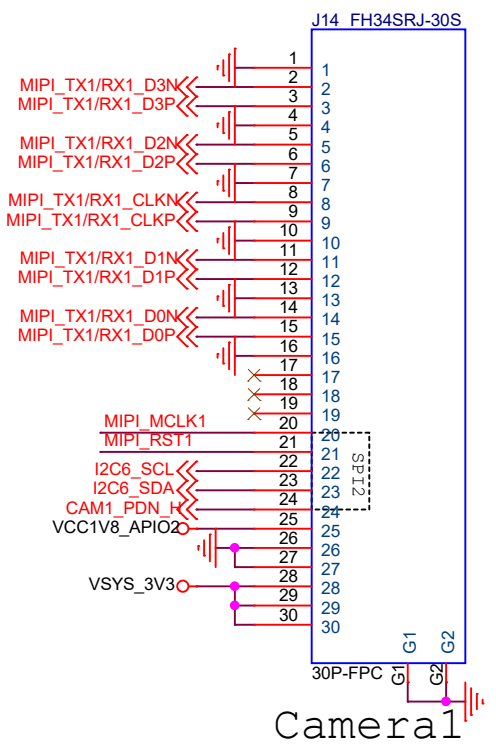 J14 FH34SRJ-30S
1 1
MIPI_TX1/RX1_D3N 2 2
MIPI_TX1/RX1_D3P 3 3
4 4
MIPI_TX1/RX1_D2N 5 5
MIPI_TX1/RX1_D2P 6 6
7 7
MIPI_TX1/RX1_CLKN 8 8
MIPI_TX1/RX1_CLKP 9 9
10 10
MIPI_TX1/RX1_D1N 11 11
MIPI_TX1/RX1_D1P 12 12
13 13
MIPI_TX1/RX1_D0N 14 14
MIPI_TX1/RX1_D0P 15 15
16 16
17 17
18 18
19 19
MIPI_MCLK1 20 20
MIPI_RST1 21 21
I2C6_SCL 22 22
I2C6_SDA 23 23
CAM1_PDN_H 24 24
SPI2
VCC1V8_APIO2 25 25
26 26
27 27
VSYS_3V3 28 28
29 29
30 30
G1 G2
30P-FPC G1 G2
Camera1